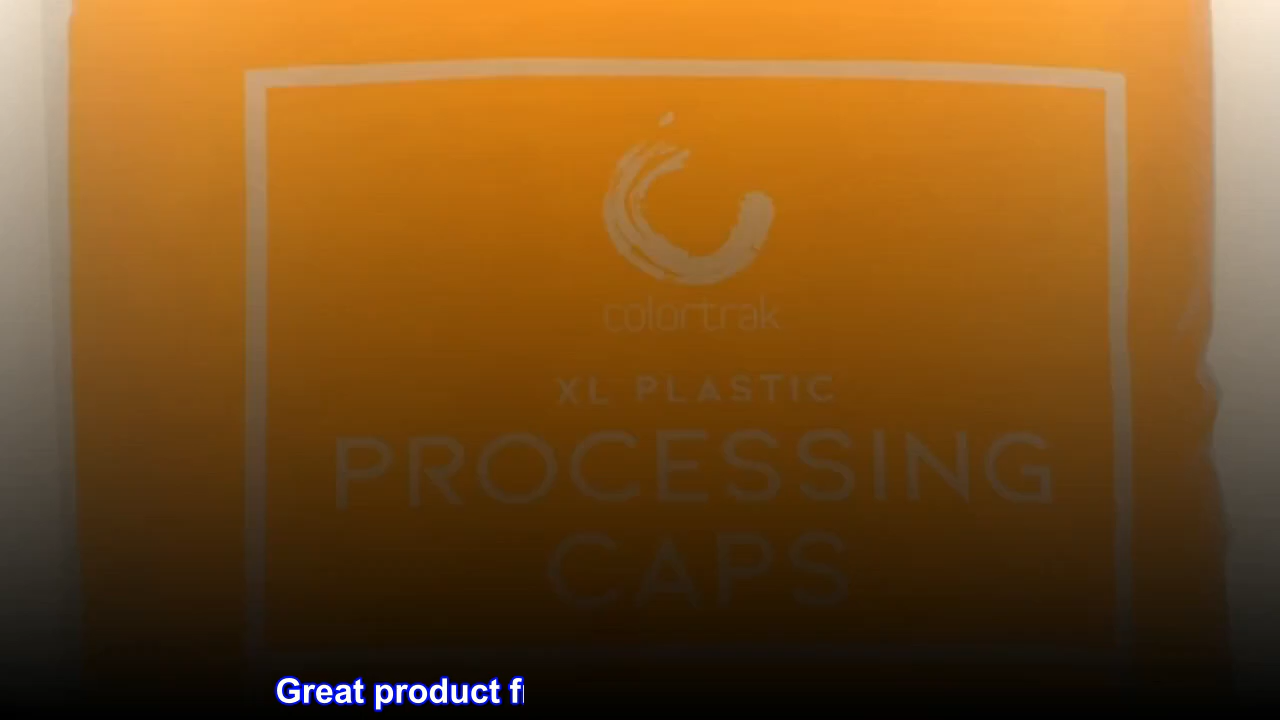 colortrak
XL PLASTIC
PROCESSING
CAPS
Great product